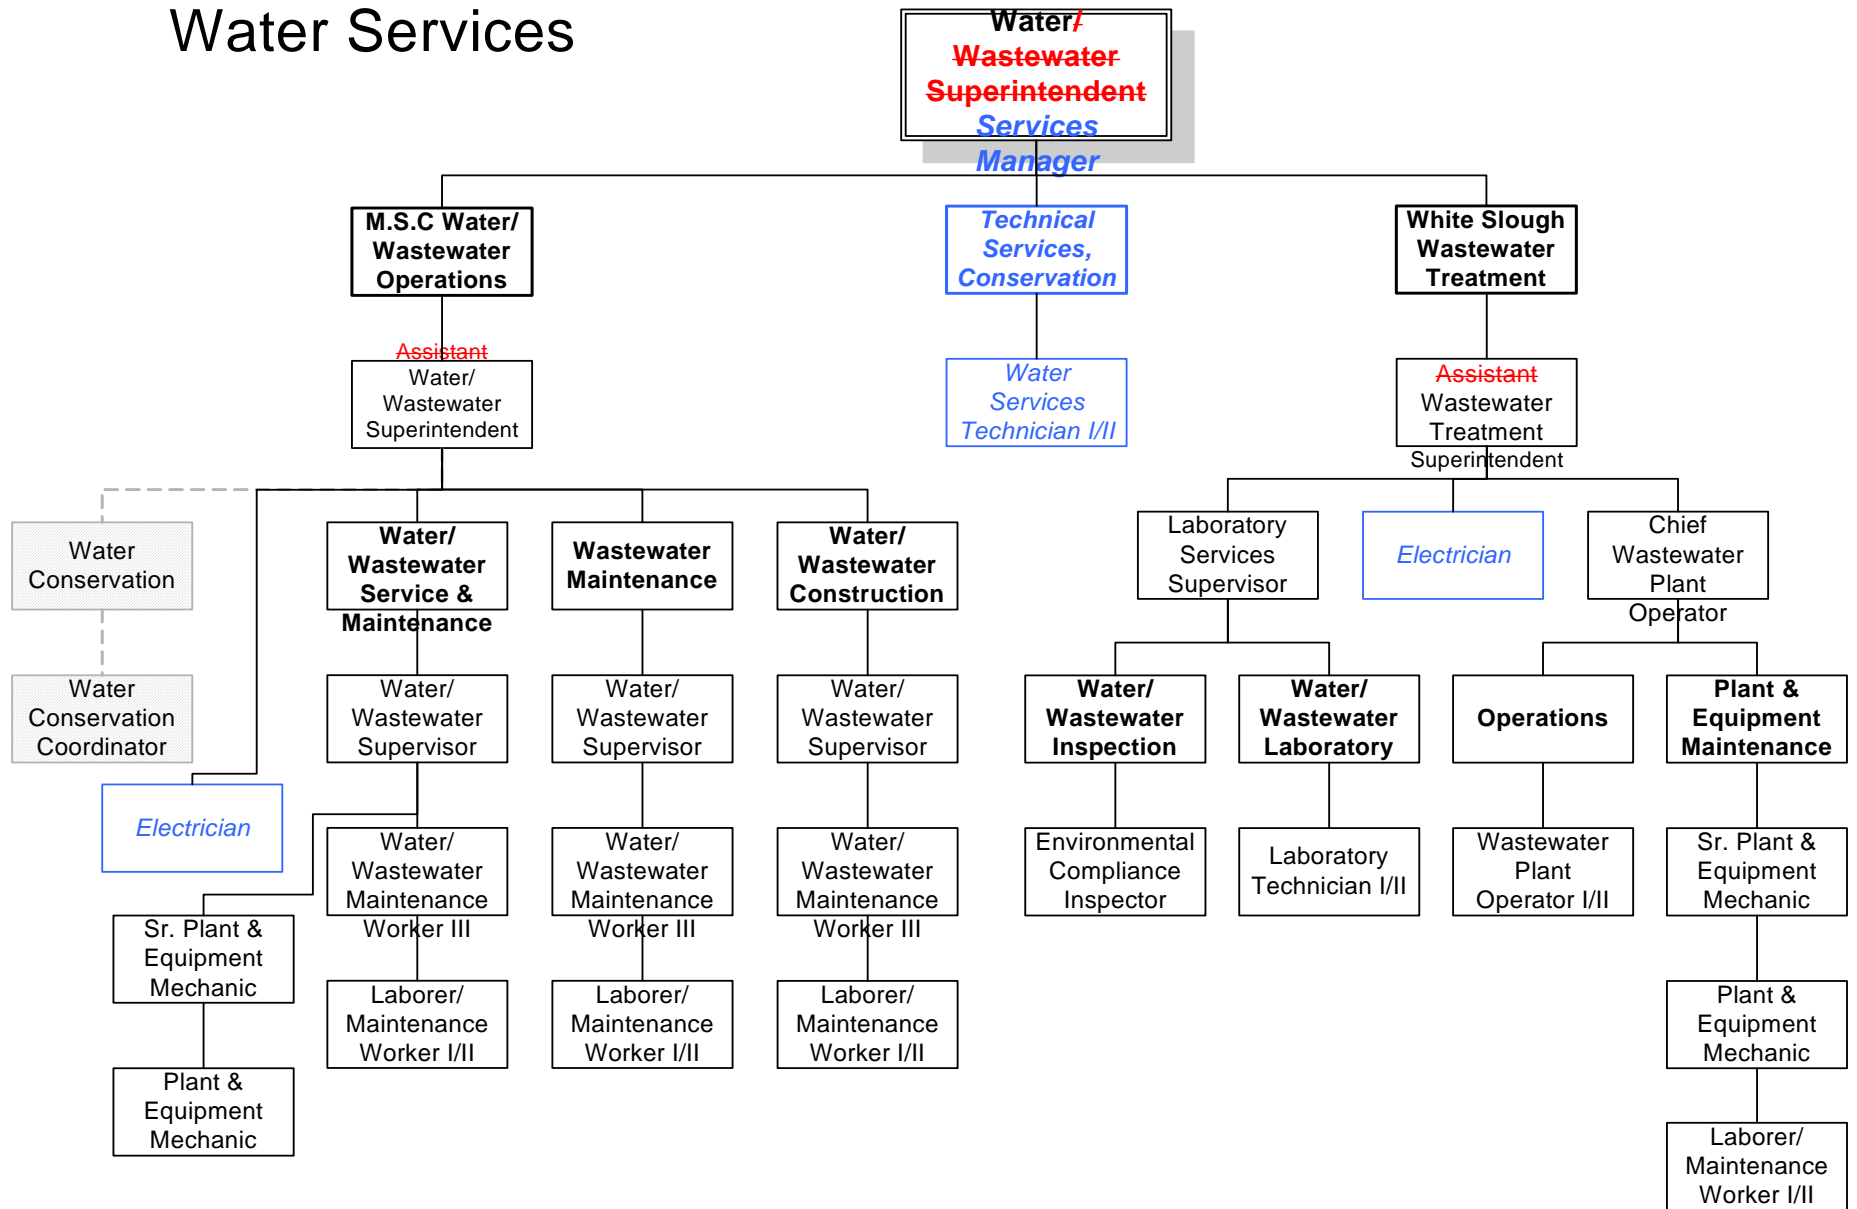 Water Services
Water/
Wastewater
Superintendent
Services
Manager
M.S.C Water/
Wastewater
Operations
Technical
Services,
Conservation
White Slough
Wastewater
Treatment
Assistant
Water/
Wastewater
Superintendent
Water
Services
Technician I/II
Assistant
Wastewater
Treatment
Superintendent
Water
Conservation
Water/
Wastewater
Service &
Maintenance
Wastewater
Maintenance
Water/
Wastewater
Construction
Laboratory
Services
Supervisor
Electrician
Chief
Wastewater
Plant
Operator
Water
Conservation
Coordinator
Water/
Wastewater
Supervisor
Water/
Wastewater
Supervisor
Water/
Wastewater
Supervisor
Water/
Wastewater
Inspection
Water/
Wastewater
Laboratory
Operations
Plant &
Equipment
Maintenance
Electrician
Water/
Wastewater
Maintenance
Worker III
Water/
Wastewater
Maintenance
Worker III
Water/
Wastewater
Maintenance
Worker III
Environmental
Compliance
Inspector
Laboratory
Technician I/II
Wastewater
Plant
Operator I/II
Sr. Plant &
Equipment
Mechanic
Sr. Plant &
Equipment
Mechanic
Laborer/
Maintenance
Worker I/II
Laborer/
Maintenance
Worker I/II
Laborer/
Maintenance
Worker I/II
Plant &
Equipment
Mechanic
Plant &
Equipment
Mechanic
Laborer/
Maintenance
Worker I/II